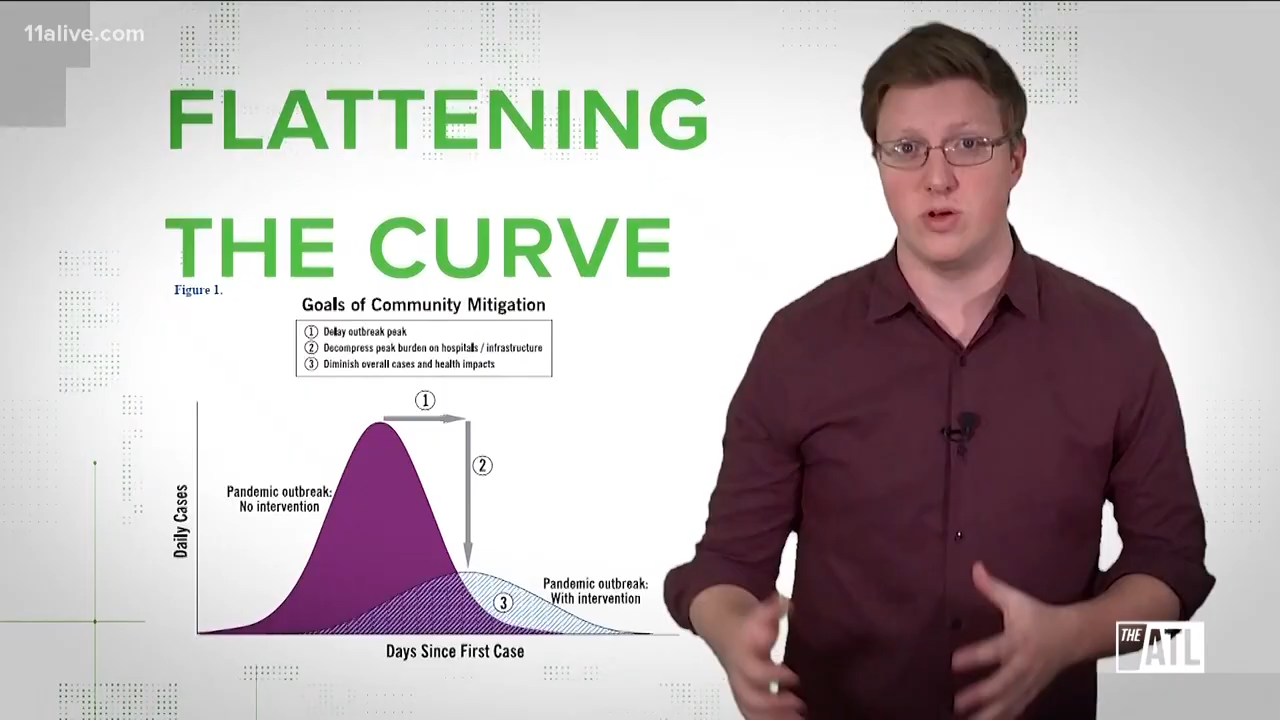 11alive.com
FLATTENING
THE CURVE
Figure 1.
Goals of Community Mitigation
① Delay outbreak peak
② Decompress peak burden on hospitals / infrastructure
③ Diminish overall cases and health impacts
①
②
Pandemic outbreak:
No intervention
Daily Cases
Pandemic outbreak:
With intervention
③
Days Since First Case
THE ATL